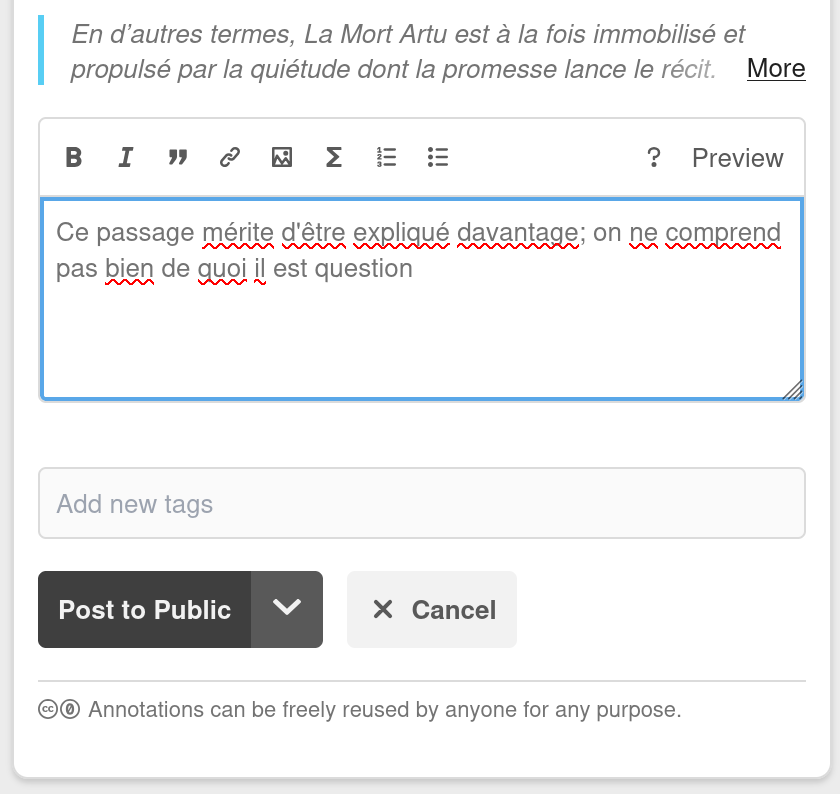 En d’autres termes, La Mort Artu est à la fois immobilisé et
propulsé par la quiétude dont la promesse lance le récit. More
B I ” Σ ? Preview
Ce passage mérite d'être expliqué davantage; on ne comprend
pas bien de quoi il est question
Add new tags
Post to Public Cancel
Annotations can be freely reused by anyone for any purpose.